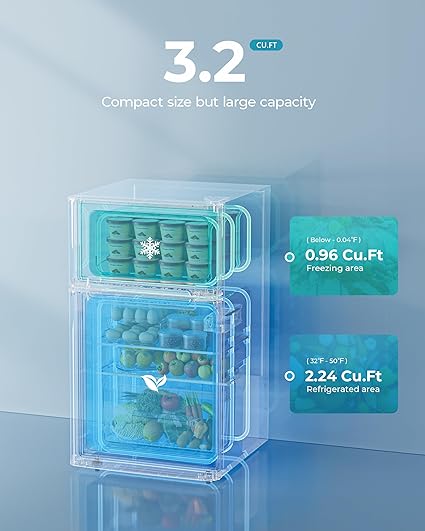 3.2 CU.FT
Compact size but large capacity
( Below - 0.04°F )
0.96 Cu.Ft
Freezing area
( 32°F - 50°F )
2.24 Cu.Ft
Refrigerated area